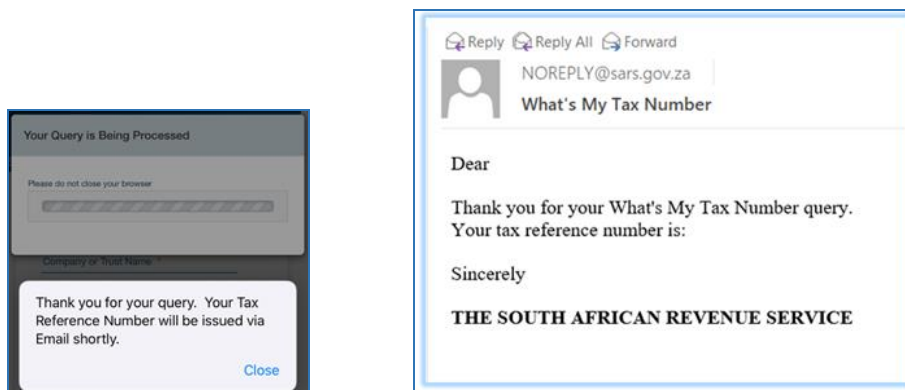 Your Query is Being Processed
Please do not close your browser
Company or Trust Name *
Thank you for your query. Your Tax
Reference Number will be issued via
Email shortly.
Close
Reply Reply All Forward
NOREPLY@sars.gov.za
What's My Tax Number
Dear
Thank you for your What's My Tax Number query.
Your tax reference number is:
Sincerely
THE SOUTH AFRICAN REVENUE SERVICE